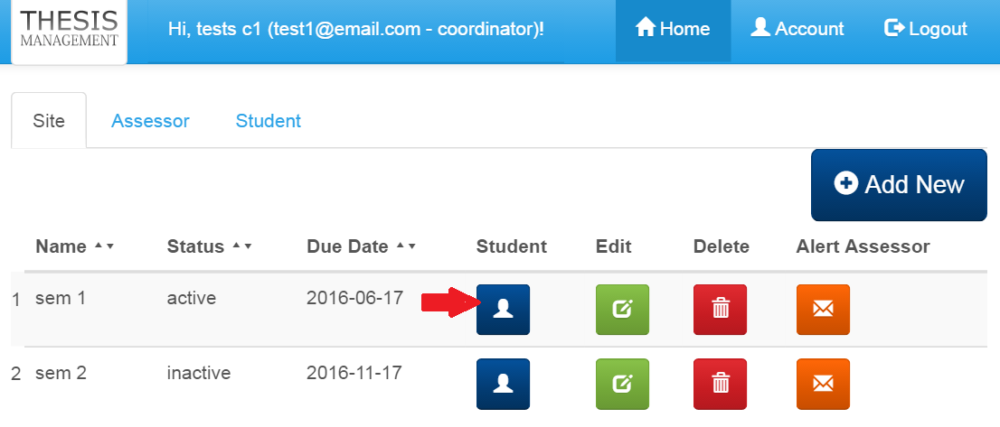 THESIS
MANAGEMENT
Hi, tests c1 (test1@email.com - coordinator)!
Home
Account
Logout
Site
Assessor
Student
Add New
Name Status Due Date Student Edit Delete Alert Assessor
1 sem 1 active 2016-06-17
2 sem 2 inactive 2016-11-17